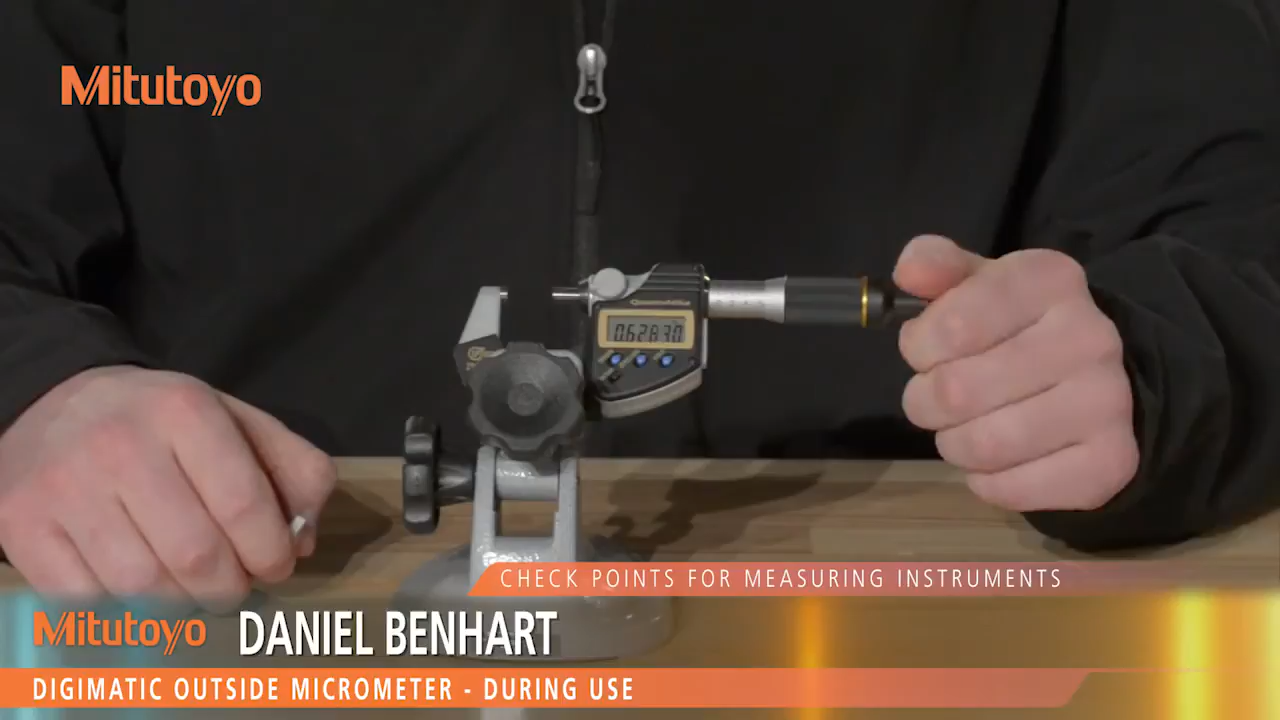 Mitutoyo
0.62830
CHECK POINTS FOR MEASURING INSTRUMENTS
Mitutoyo
DANIEL BENHART
DIGIMATIC OUTSIDE MICROMETER - DURING USE